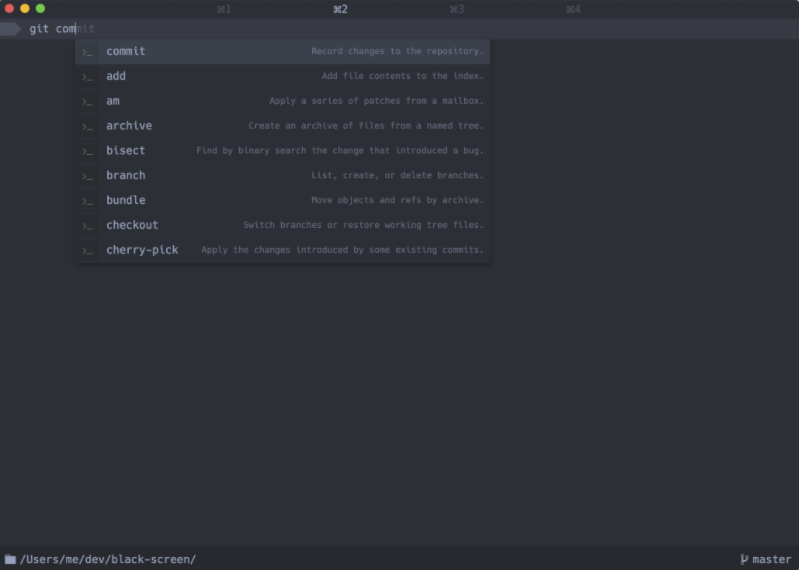 ⌘1 ⌘2 ⌘3 ⌘4
git commit
>_ commit Record changes to the repository.
>_ add Add file contents to the index.
>_ am Apply a series of patches from a mailbox.
>_ archive Create an archive of files from a named tree.
>_ bisect Find by binary search the change that introduced a bug.
>_ branch List, create, or delete branches.
>_ bundle Move objects and refs by archive.
>_ checkout Switch branches or restore working tree files.
>_ cherry-pick Apply the changes introduced by some existing commits.
/Users/me/dev/black-screen/ master